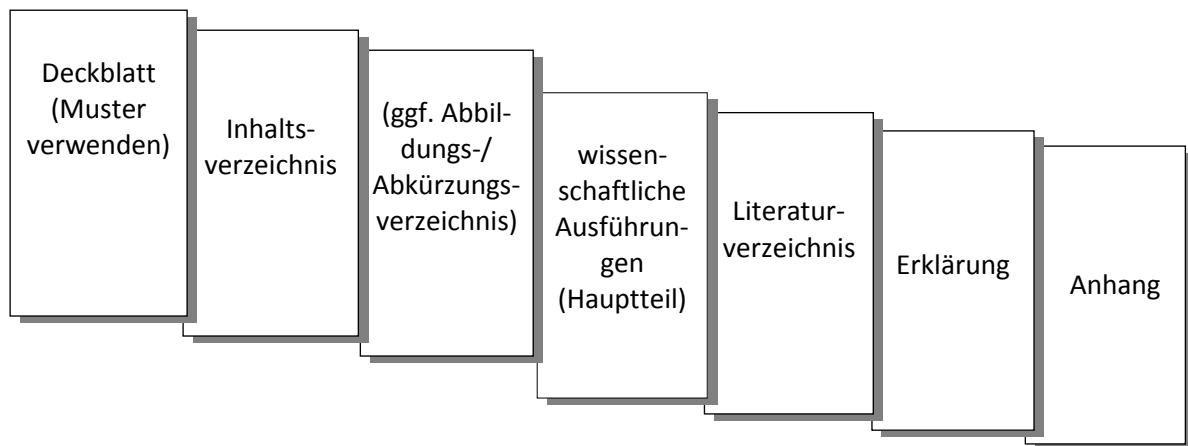 Deckblatt
(Muster
verwenden)
Inhalts-
verzeichnis
(ggf. Abbil-
dungs-/
Abkürzungs-
verzeichnis)
wissen-
schaftliche
Ausführun-
gen
(Hauptteil)
Literatur-
verzeichnis
Erklärung
Anhang